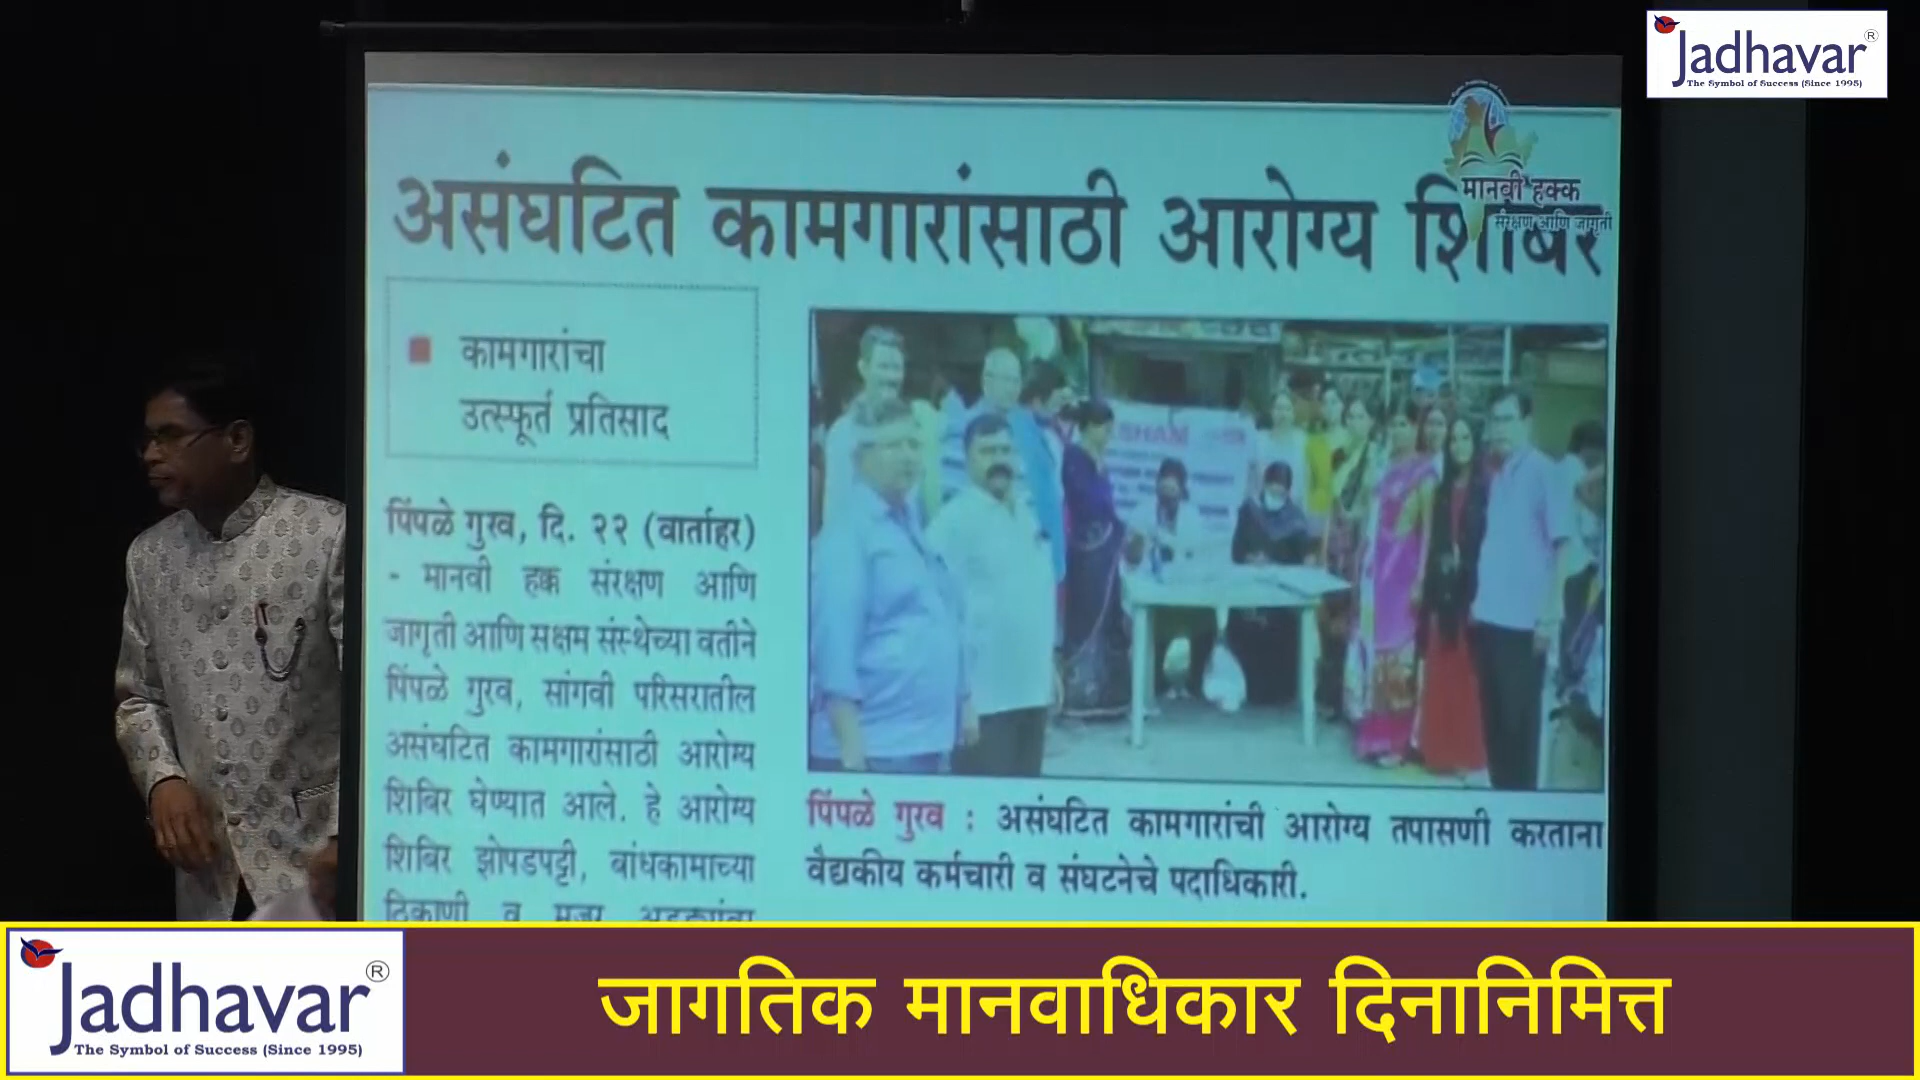 Jadhavar®
The Symbol of Success (Since 1995)
मानवी हक्क
संरक्षण आणि जागृती
असंघटित कामगारांसाठी आरोग्य शिबिर
कामगारांचा
उत्स्फूर्त प्रतिसाद
पिंपळे गुरव, दि. २२ (वार्ताहर)
- मानवी हक्क संरक्षण आणि
जागृती आणि सक्षम संस्थेच्या वतीने
पिंपळे गुरव, सांगवी परिसरातील
असंघटित कामगारांसाठी आरोग्य
शिबिर घेण्यात आले. हे आरोग्य
शिबिर झोपडपट्टी, बांधकामाच्या
ठिकाणी व मजूर
पिंपळे गुरव : असंघटित कामगारांची आरोग्य तपासणी करताना
वैद्यकीय कर्मचारी व संघटनेचे पदाधिकारी.
Jadhavar®
The Symbol of Success (Since 1995)
जागतिक मानवाधिकार दिनानिमित्त